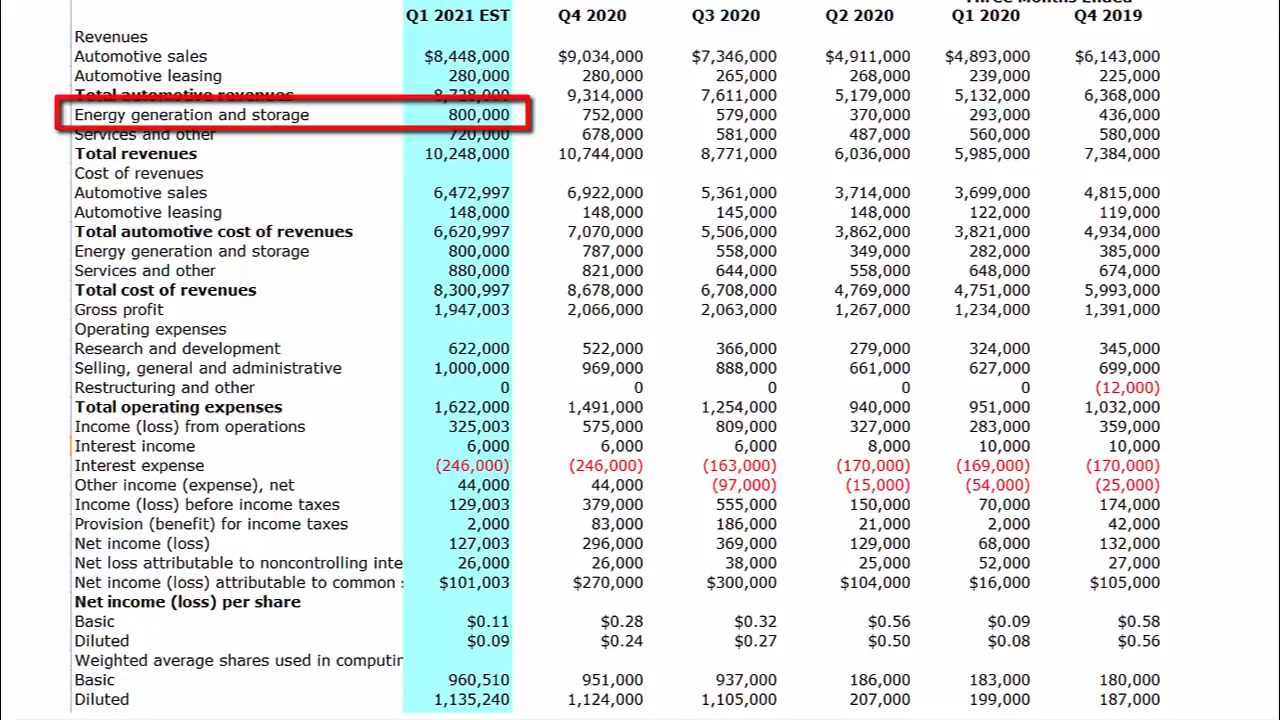 Three Months Ended
Q1 2021 EST Q4 2020 Q3 2020 Q2 2020 Q1 2020 Q4 2019
Revenues
Automotive sales $8,448,000 $9,034,000 $7,346,000 $4,911,000 $4,893,000 $6,143,000
Automotive leasing 280,000 280,000 265,000 268,000 239,000 225,000
Total automotive revenues 8,728,000 9,314,000 7,611,000 5,179,000 5,132,000 6,368,000
Energy generation and storage 800,000 752,000 579,000 370,000 293,000 436,000
Services and other 720,000 678,000 581,000 487,000 560,000 580,000
Total revenues 10,248,000 10,744,000 8,771,000 6,036,000 5,985,000 7,384,000
Cost of revenues
Automotive sales 6,472,997 6,922,000 5,361,000 3,714,000 3,699,000 4,815,000
Automotive leasing 148,000 148,000 145,000 148,000 122,000 119,000
Total automotive cost of revenues 6,620,997 7,070,000 5,506,000 3,862,000 3,821,000 4,934,000
Energy generation and storage 800,000 787,000 558,000 349,000 282,000 385,000
Services and other 880,000 821,000 644,000 558,000 648,000 674,000
Total cost of revenues 8,300,997 8,678,000 6,708,000 4,769,000 4,751,000 5,993,000
Gross profit 1,947,003 2,066,000 2,063,000 1,267,000 1,234,000 1,391,000
Operating expenses
Research and development 622,000 522,000 366,000 279,000 324,000 345,000
Selling, general and administrative 1,000,000 969,000 888,000 661,000 627,000 699,000
Restructuring and other 0 0 0 0 0 (12,000)
Total operating expenses 1,622,000 1,491,000 1,254,000 940,000 951,000 1,032,000
Income (loss) from operations 325,003 575,000 809,000 327,000 283,000 359,000
Interest income 6,000 6,000 6,000 8,000 10,000 10,000
Interest expense (246,000) (246,000) (163,000) (170,000) (169,000) (170,000)
Other income (expense), net 44,000 44,000 (97,000) (15,000) (54,000) (25,000)
Income (loss) before income taxes 129,003 379,000 555,000 150,000 70,000 174,000
Provision (benefit) for income taxes 2,000 83,000 186,000 21,000 2,000 42,000
Net income (loss) 127,003 296,000 369,000 129,000 68,000 132,000
Net loss attributable to noncontrolling inte 26,000 26,000 38,000 25,000 52,000 27,000
Net income (loss) attributable to common s $101,003 $270,000 $300,000 $104,000 $16,000 $105,000
Net income (loss) per share
Basic $0.11 $0.28 $0.32 $0.56 $0.09 $0.58
Diluted $0.09 $0.24 $0.27 $0.50 $0.08 $0.56
Weighted average shares used in computin
Basic 960,510 951,000 937,000 186,000 183,000 180,000
Diluted 1,135,240 1,124,000 1,105,000 207,000 199,000 187,000